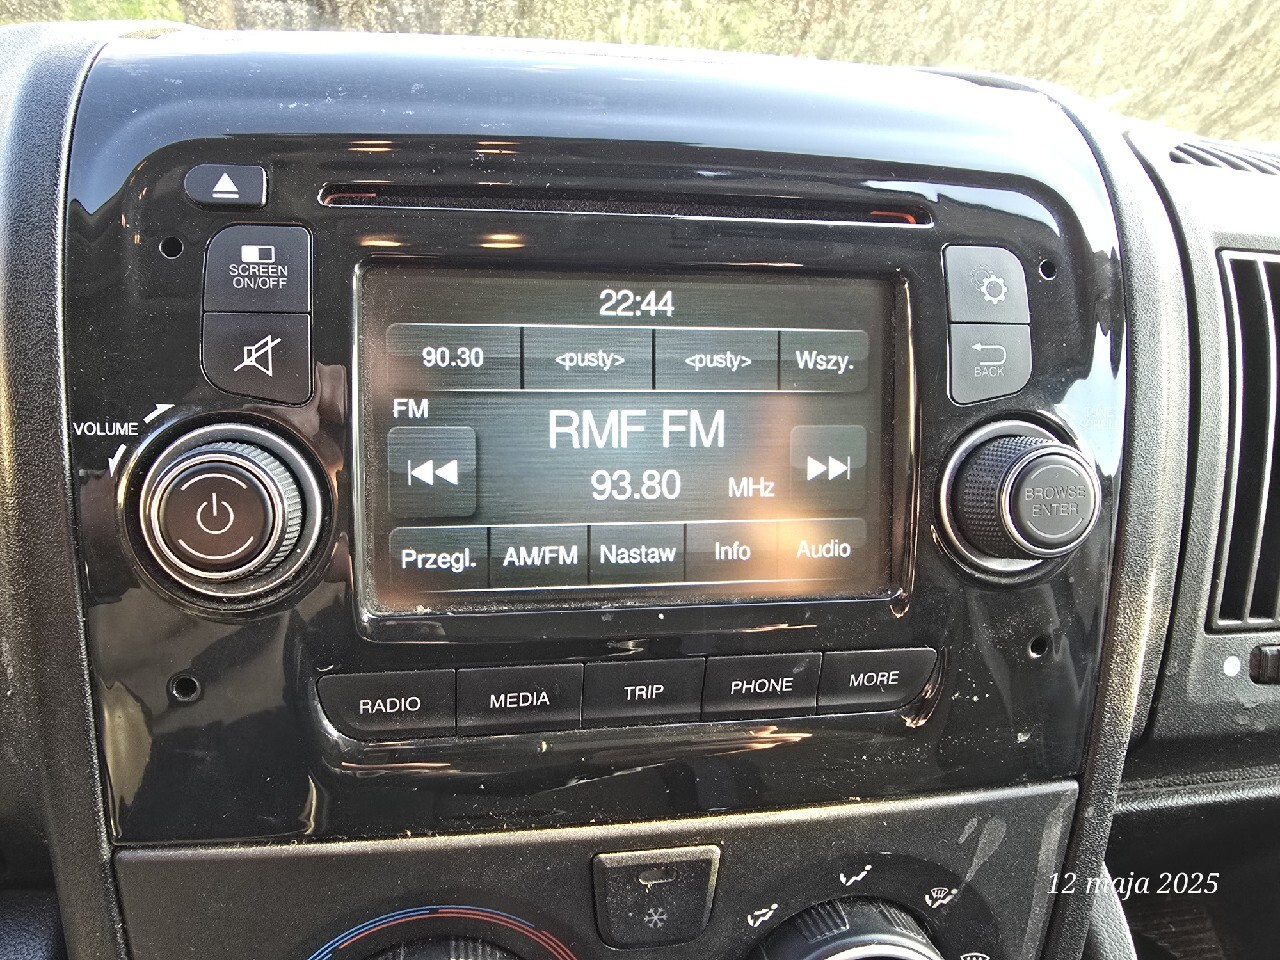 SCREEN
ON/OFF
VOLUME
22:44
90.30 <pusty> <pusty> Wszy.
FM
RMF FM
93.80 MHz
Przegl. AM/FM Nastaw Info Audio
BACK
BROWSE
ENTER
RADIO MEDIA TRIP PHONE MORE
12 maja 2025